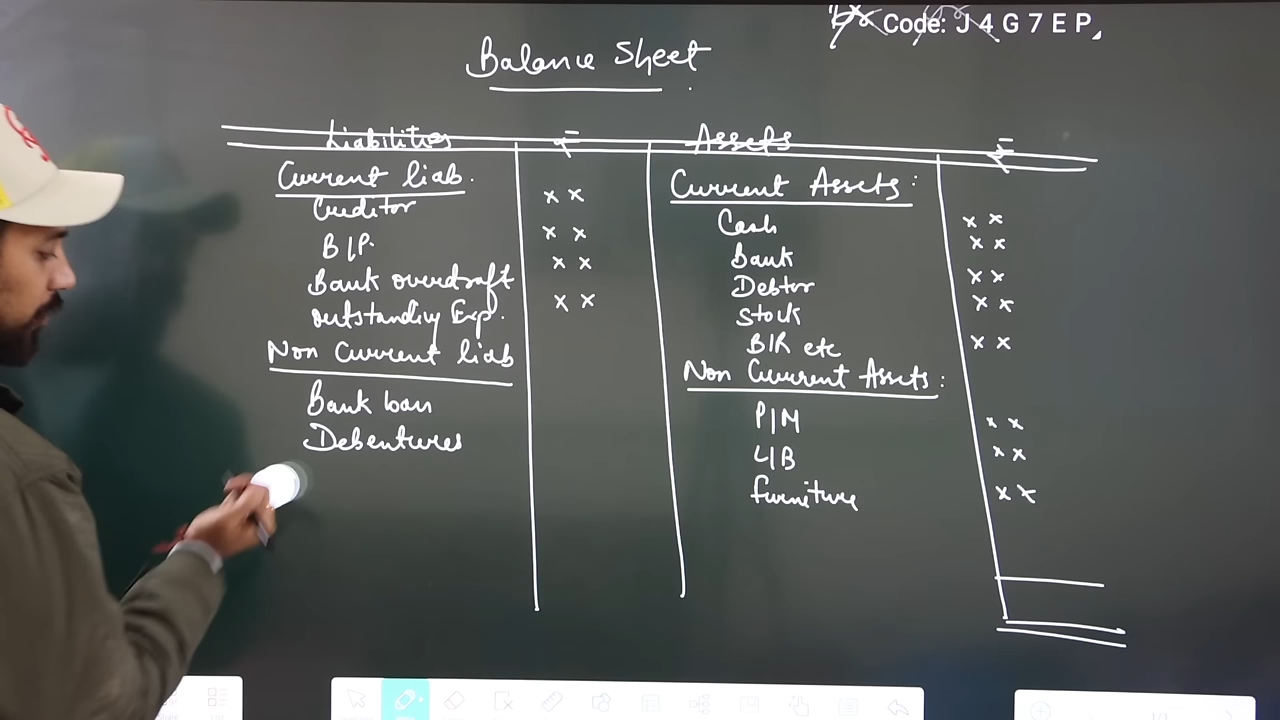 Code: J 4 G 7 E P
Balance Sheet
Liabilities ₹ Assets ₹
Current liab.
Creditor x x
B/P. x x
Bank overdraft x x
Outstanding Exp. x x
Non Current liab
Bank loan
Debentures
Current Assets:
Cash x x
Bank x x
Debtor x x
Stock x x
B/R etc x x
Non Current Assets:
P/M x x
L/B x x
furniture x x